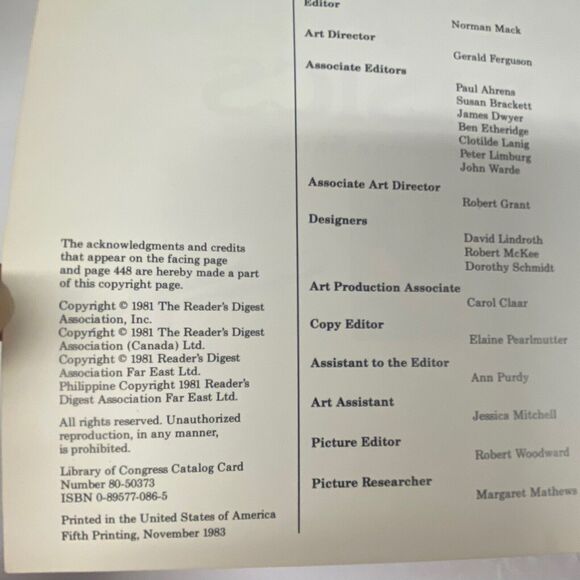 The acknowledgments and credits
that appear on the facing page
and page 448 are hereby made a part
of this copyright page.
Copyright © 1981 The Reader's Digest
Association, Inc.
Copyright © 1981 The Reader's Digest
Association (Canada) Ltd.
Copyright © 1981 Reader's Digest
Association Far East Ltd.
Philippine Copyright 1981 Reader's
Digest Association Far East Ltd.
All rights reserved. Unauthorized
reproduction, in any manner,
is prohibited.
Library of Congress Catalog Card
Number 80-50373
ISBN 0-89577-086-5
Printed in the United States of America
Fifth Printing, November 1983
Editor
Norman Mack
Art Director
Gerald Ferguson
Associate Editors
Paul Ahrens
Susan Brackett
James Dwyer
Ben Etheridge
Clotilde Lanig
Peter Limburg
John Warde
Associate Art Director
Robert Grant
Designers
David Lindroth
Robert McKee
Dorothy Schmidt
Art Production Associate
Carol Claar
Copy Editor
Elaine Pearlmutter
Assistant to the Editor
Ann Purdy
Art Assistant
Jessica Mitchell
Picture Editor
Robert Woodward
Picture Researcher
Margaret Mathews